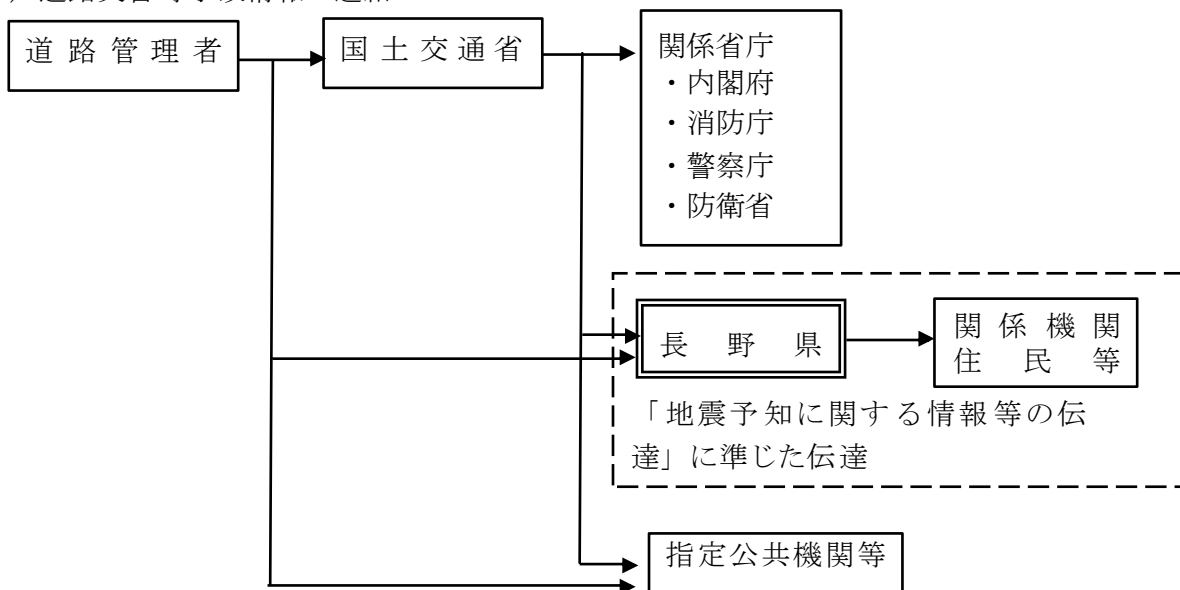 道路管理者
国土交通省
関係省庁
・内閣府
・消防庁
・警察庁
・防衛省
長野県
関係機関
住民等
「地震予知に関する情報等の伝
達」に準じた伝達
指定公共機関等